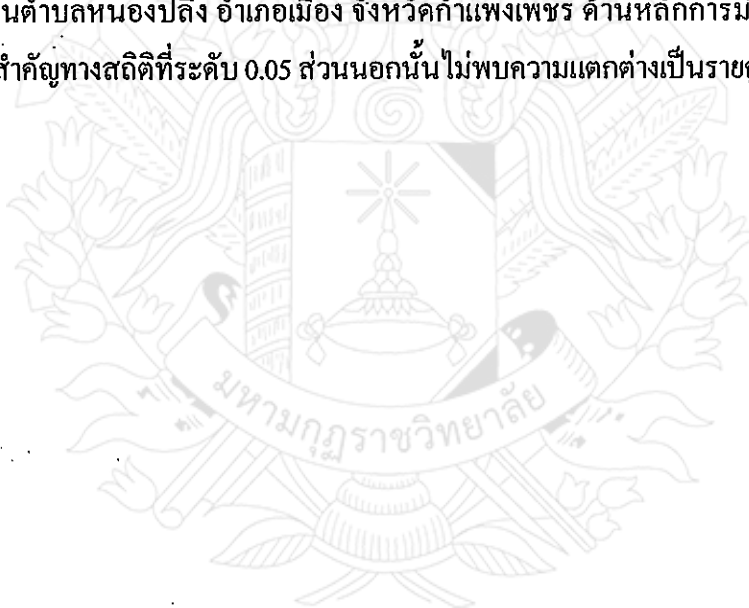 นตำบลหนองปลิง อำเภอเมือง จังหวัดกำแพงเพชร ด้านหลักการม
สำคัญทางสถิติที่ระดับ 0.05 ส่วนนอกนั้นไม่พบความแตกต่างเป็นราย
มหามกุฏราชวิทยาลัย